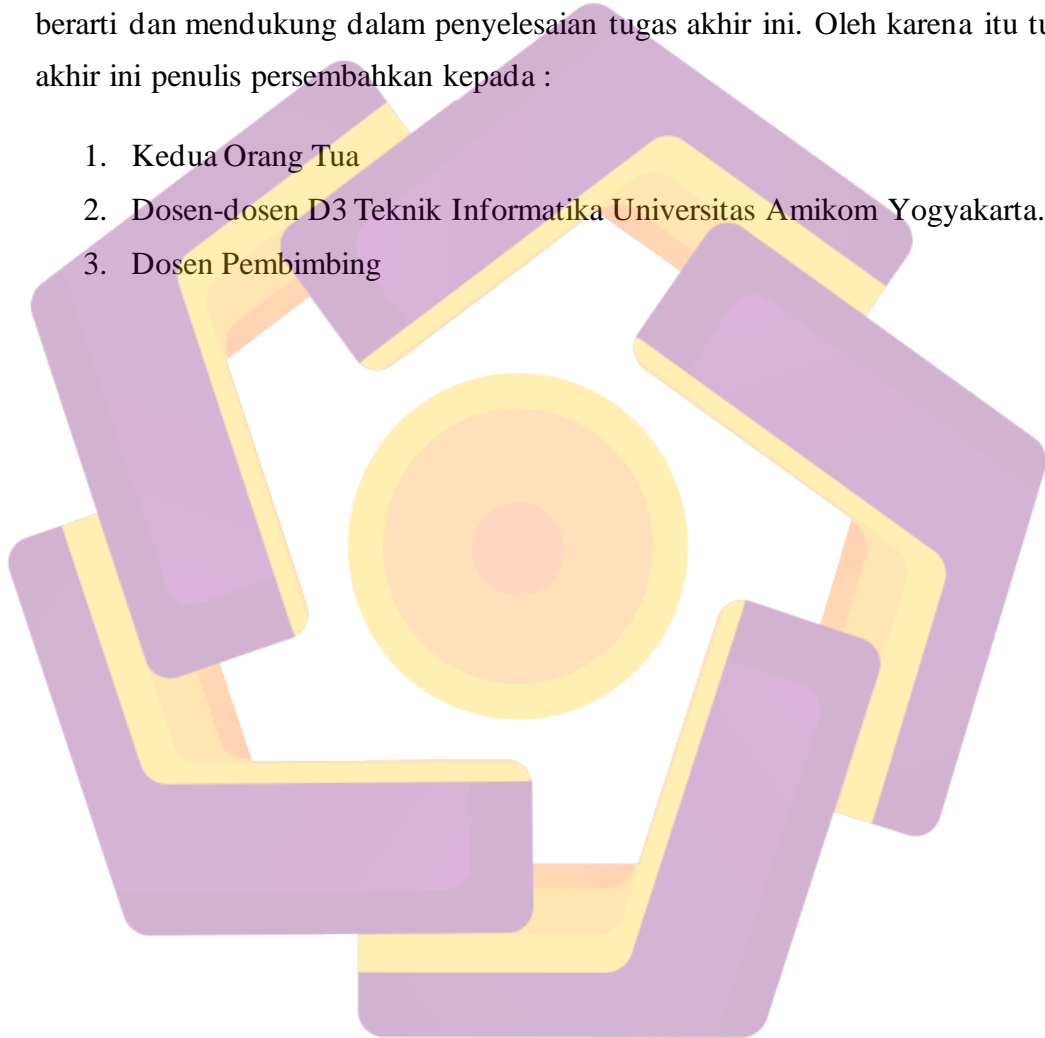 berarti dan mendukung dalam penyelesaian tugas akhir ini. Oleh karena itu
akhir ini penulis persembahkan kepada :
1. Kedua Orang Tua
2. Dosen-dosen D3 Teknik Informatika Universitas Amikom Yogyakarta.
3. Dosen Pembimbing